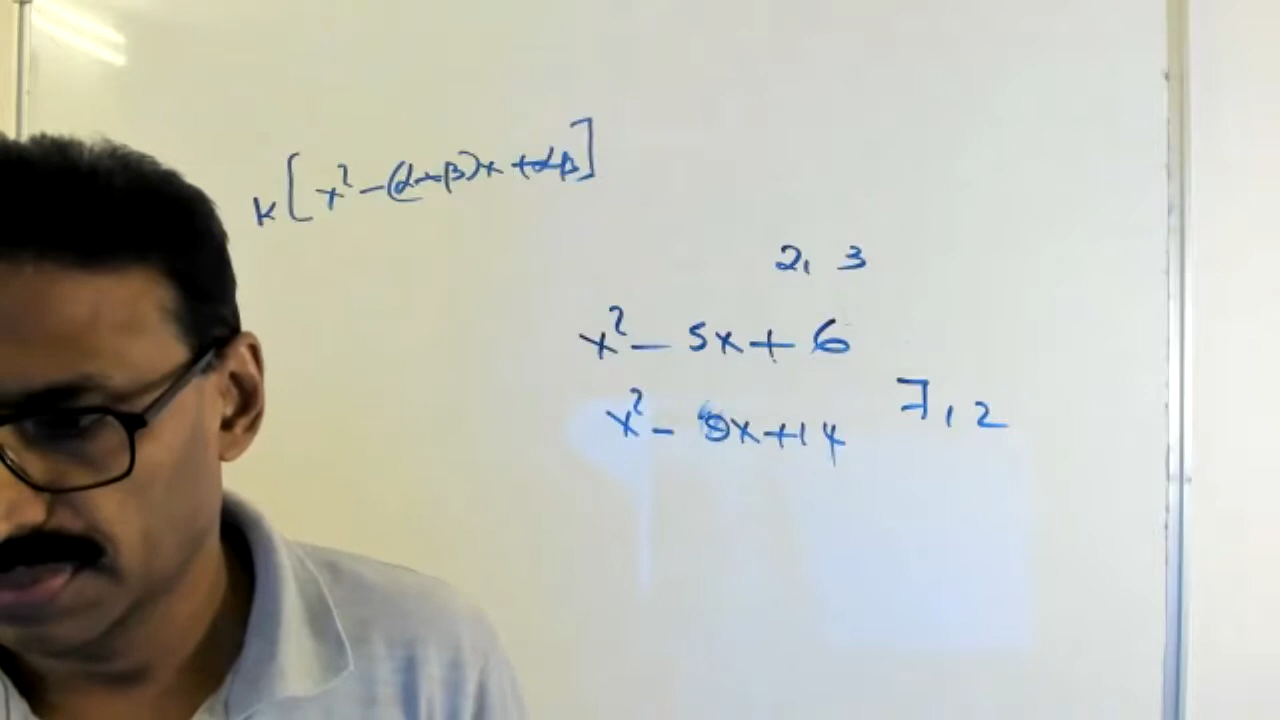 k[x² - (α+β)x + αβ]
2, 3
x² - 5x + 6
x² - 9x + 14 7, 2